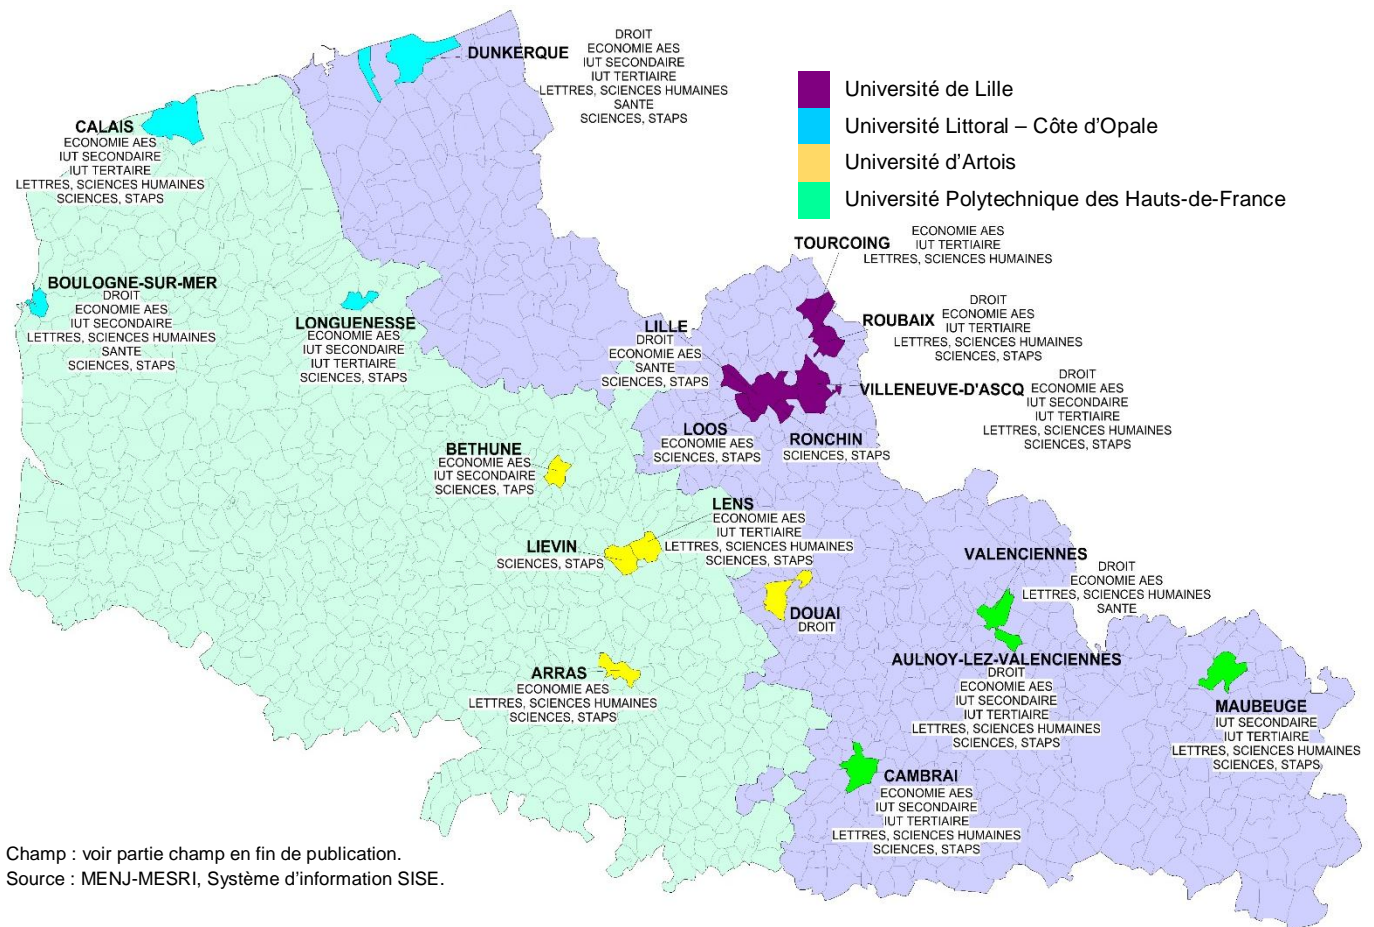 DUNKERQUE
DROIT
ECONOMIE AES
IUT SECONDAIRE
IUT TERTIAIRE
LETTRES, SCIENCES HUMAINES
SANTE
SCIENCES, STAPS
Université de Lille
Université Littoral – Côte d'Opale
Université d'Artois
Université Polytechnique des Hauts-de-France
CALAIS
ECONOMIE AES
IUT SECONDAIRE
IUT TERTAIRE
LETTRES, SCIENCES HUMAINES
SCIENCES, STAPS
TOURCOING
ECONOMIE AES
IUT TERTIAIRE
LETTRES, SCIENCES HUMAINES
BOULOGNE-SUR-MER
DROIT
ECONOMIE AES
IUT SECONDAIRE
LETTRES, SCIENCES HUMAINES
SANTE
SCIENCES, STAPS
LONGUENESSE
ECONOMIE AES
IUT SECONDAIRE
IUT TERTIAIRE
SCIENCES, STAPS
LILLE
DROIT
ECONOMIE AES
SANTE
SCIENCES, STAPS
ROUBAIX
DROIT
ECONOMIE AES
IUT TERTIAIRE
LETTRES, SCIENCES HUMAINES
SCIENCES, STAPS
VILLENEUVE-D'ASCQ
DROIT
ECONOMIE AES
IUT SECONDAIRE
IUT TERTIAIRE
LETTRES, SCIENCES HUMAINES
SCIENCES, STAPS
LOOS
ECONOMIE AES
SCIENCES, STAPS
RONCHIN
SCIENCES, STAPS
BETHUNE
ECONOMIE AES
IUT SECONDAIRE
SCIENCES, TAPS
LENS
ECONOMIE AES
IUT TERTIAIRE
LETTRES, SCIENCES HUMAINES
SCIENCES, STAPS
LIEVIN
SCIENCES, STAPS
VALENCIENNES
DROIT
ECONOMIE AES
LETTRES, SCIENCES HUMAINES
SANTE
DOUAI
DROIT
ARRAS
ECONOMIE AES
LETTRES, SCIENCES HUMAINES
SCIENCES, STAPS
AULNOY-LEZ-VALENCIENNES
DROIT
ECONOMIE AES
IUT SECONDAIRE
IUT TERTIAIRE
LETTRES, SCIENCES HUMAINES
SCIENCES, STAPS
MAUBEUGE
IUT SECONDAIRE
IUT TERTIAIRE
LETTRES, SCIENCES HUMAINES
SCIENCES, STAPS
CAMBRAI
ECONOMIE AES
IUT SECONDAIRE
IUT TERTIAIRE
LETTRES, SCIENCES HUMAINES
SCIENCES, STAPS
Champ : voir partie champ en fin de publication.
Source : MENJ-MESRI, Système d'information SISE.